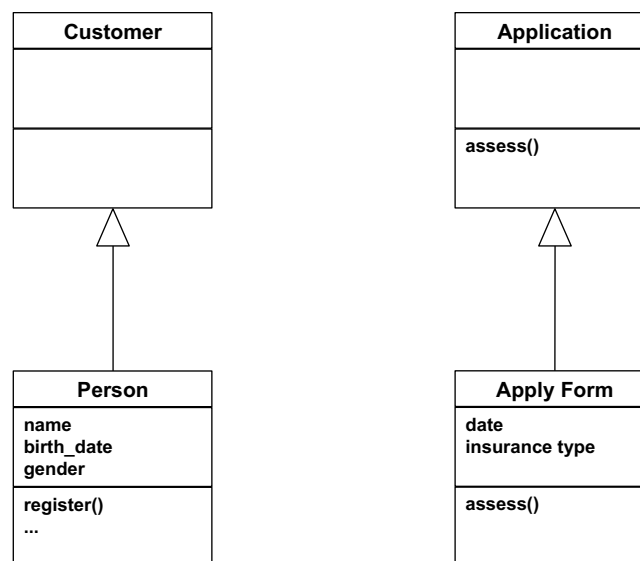 Customer
Application
assess()
Person
name
birth_date
gender
register()
...
Apply Form
date
insurance type
assess()